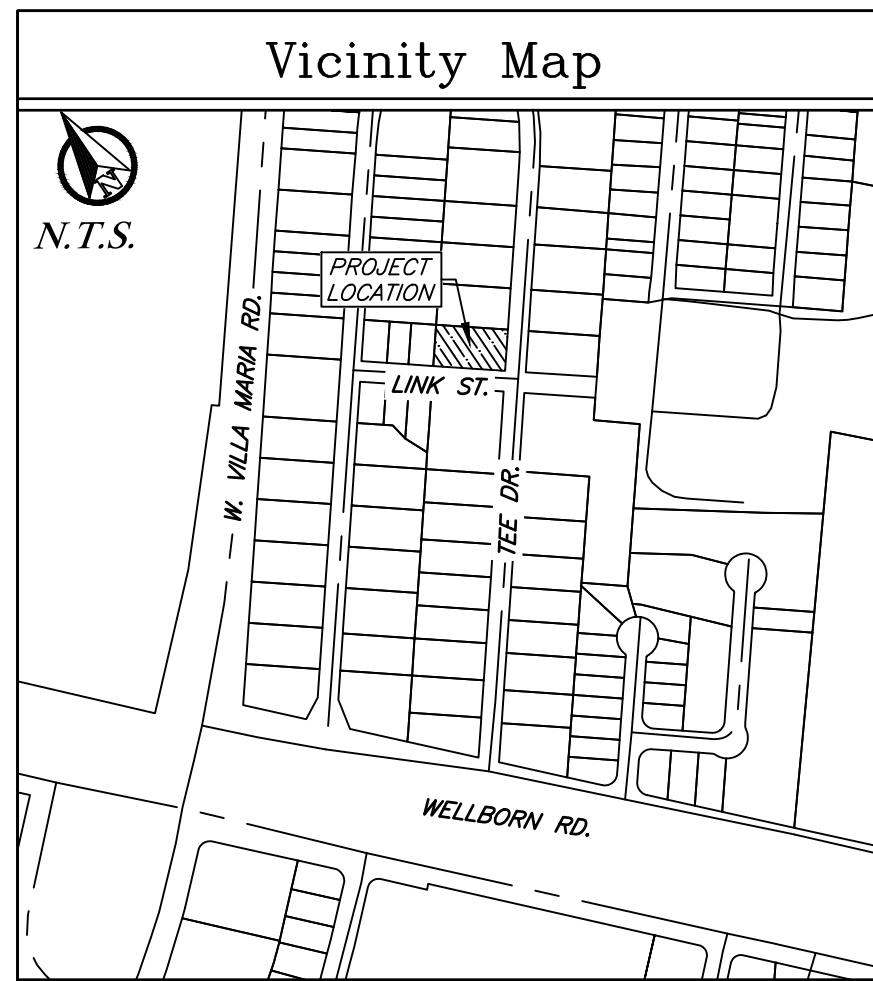 Vicinity Map
N
N.T.S.
PROJECT
LOCATION
W. VILLA MARIA RD.
LINK ST.
TEE DR.
WELLBORN RD.